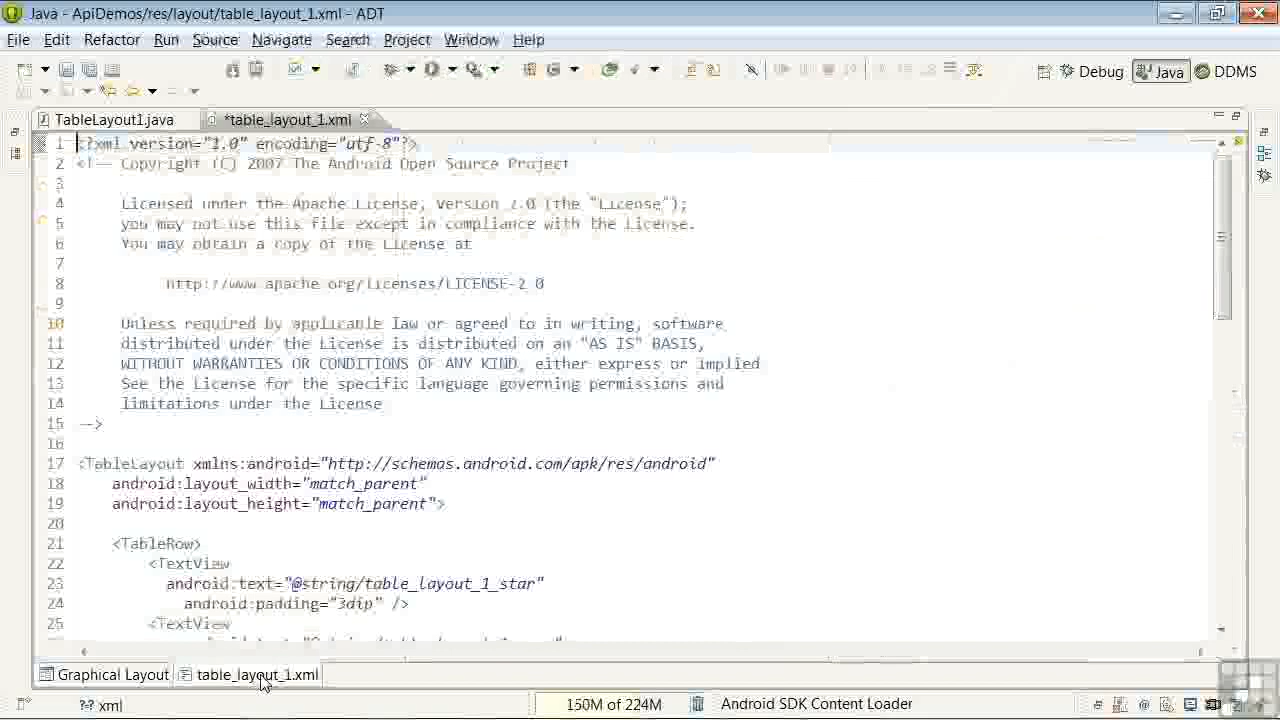 Java - ApiDemos/res/layout/table_layout_1.xml - ADT
File Edit Refactor Run Source Navigate Search Project Window Help
Debug Java DDMS
TableLayout1.java *table_layout_1.xml
1 <?xml version="1.0" encoding="utf-8"?>
2 <!-- Copyright (C) 2007 The Android Open Source Project
3
4 Licensed under the Apache License, Version 2.0 (the "License");
5 you may not use this file except in compliance with the License.
6 You may obtain a copy of the License at
7
8 http://www.apache.org/licenses/LICENSE-2.0
9
10 Unless required by applicable law or agreed to in writing, software
11 distributed under the License is distributed on an "AS IS" BASIS,
12 WITHOUT WARRANTIES OR CONDITIONS OF ANY KIND, either express or implied
13 See the License for the specific language governing permissions and
14 limitations under the License
15 -->
16
17 <TableLayout xmlns:android="http://schemas.android.com/apk/res/android"
18 android:layout_width="match_parent"
19 android:layout_height="match_parent">
20
21 <TableRow>
22 <TextView
23 android:text="@string/table_layout_1_star"
24 android:padding="3dip" />
25 <TextView
Graphical Layout table_layout_1.xml
?? xml 150M of 224M Android SDK Content Loader